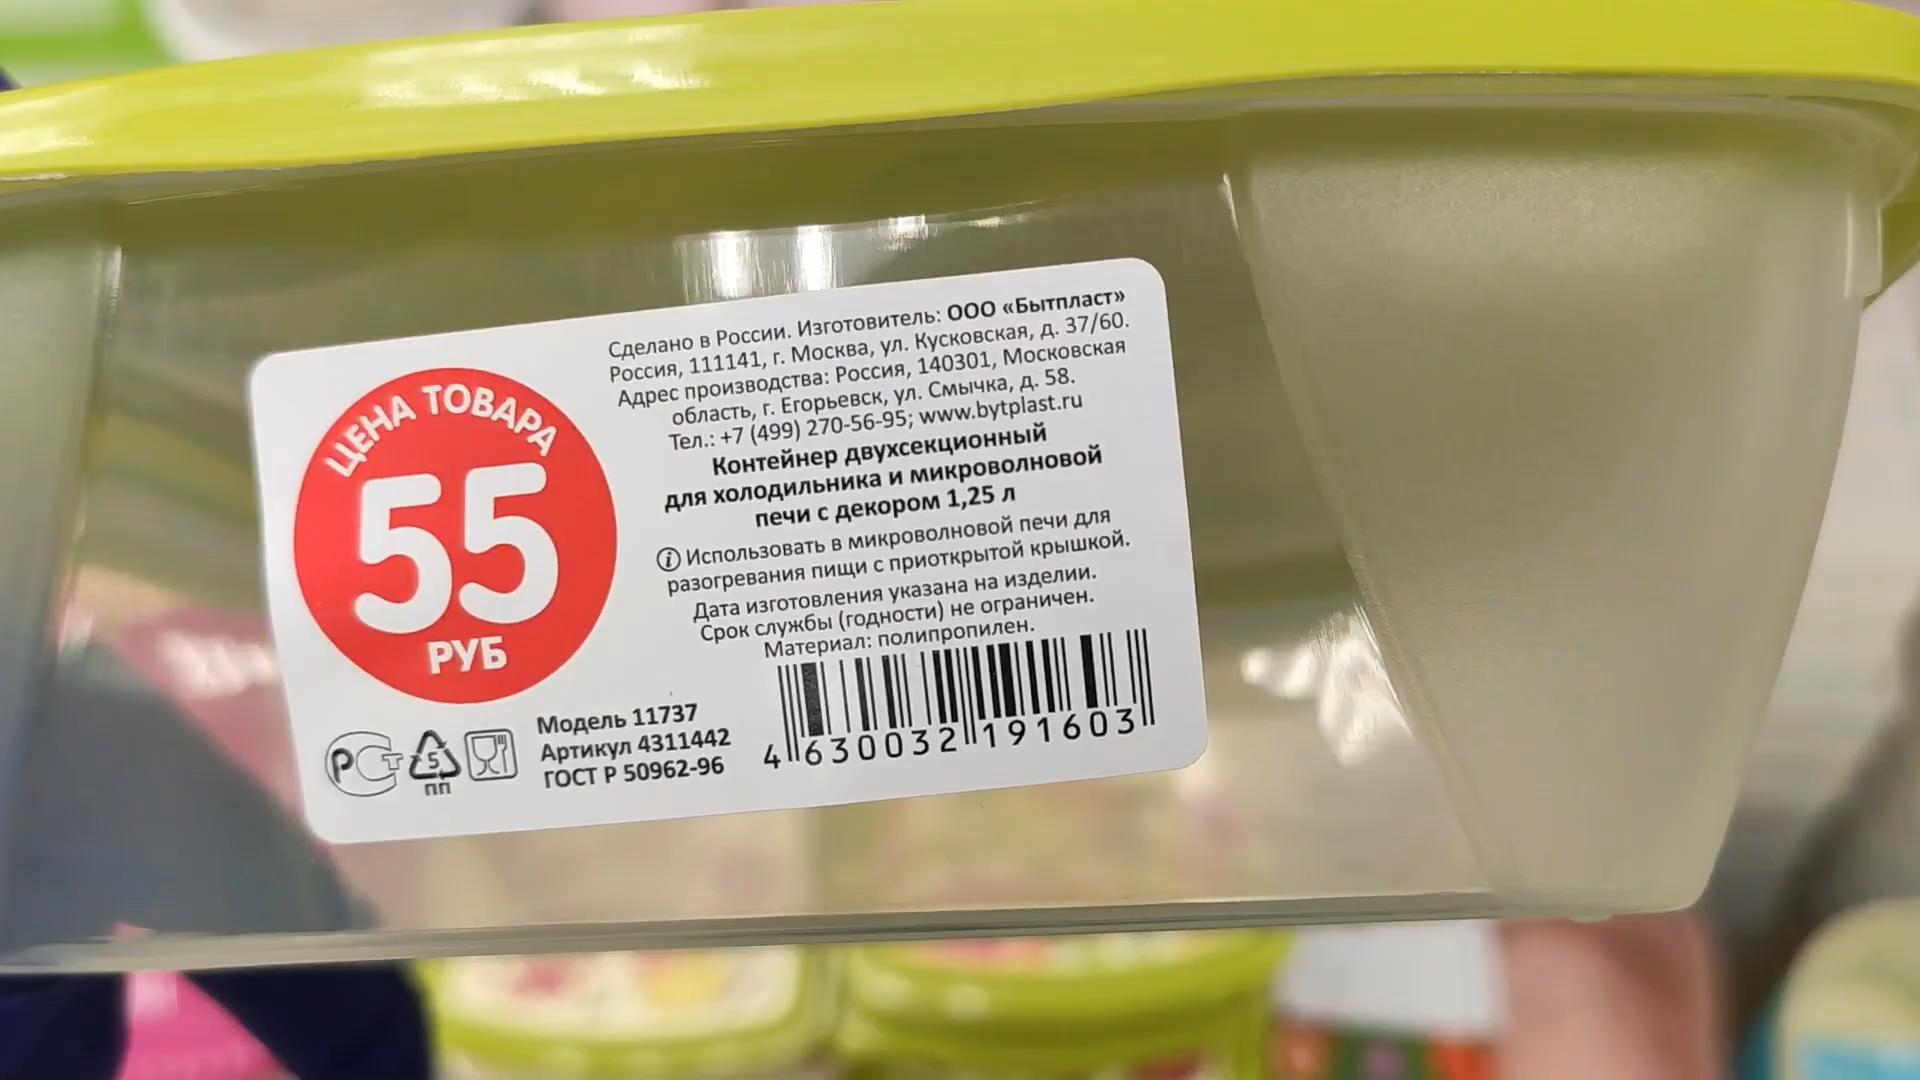 Сделано в России. Изготовитель: ООО «Бытпласт»
Россия, 111141, г. Москва, ул. Кусковская, д. 37/60.
Адрес производства: Россия, 140301, Московская
область, г. Егорьевск, ул. Смычка, д. 58.
Тел.: +7 (499) 270-56-95; www.bytplast.ru
Контейнер двухсекционный
для холодильника и микроволновой
печи с декором 1,25 л
i Использовать в микроволновой печи для
разогревания пищи с приоткрытой крышкой.
Дата изготовления указана на изделии.
Срок службы (годности) не ограничен.
Материал: полипропилен.
ЦЕНА ТОВАРА
55
РУБ
РСТ
5
ПП
Модель 11737
Артикул 4311442
ГОСТ Р 50962-96
4 630032 191603